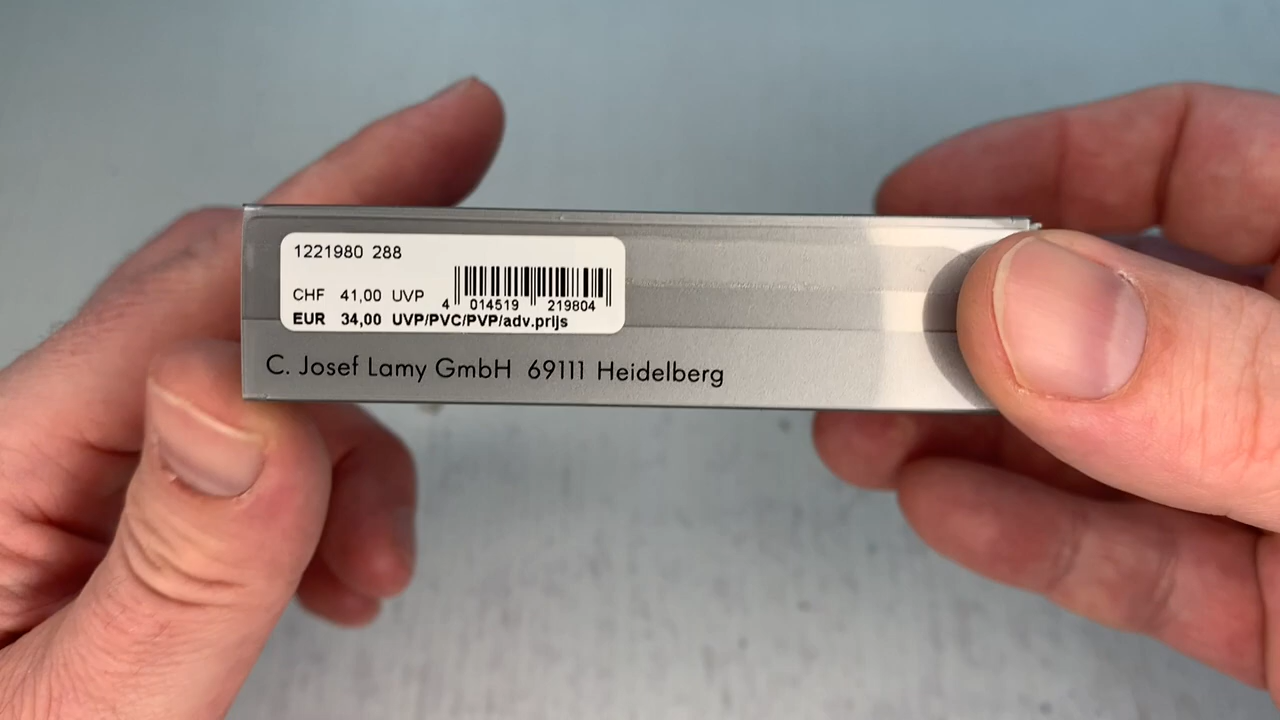 1221980 288
CHF 41,00 UVP
4 014519 219804
EUR 34,00 UVP/PVC/PVP/adv.prijs
C. Josef Lamy GmbH 69111 Heidelberg